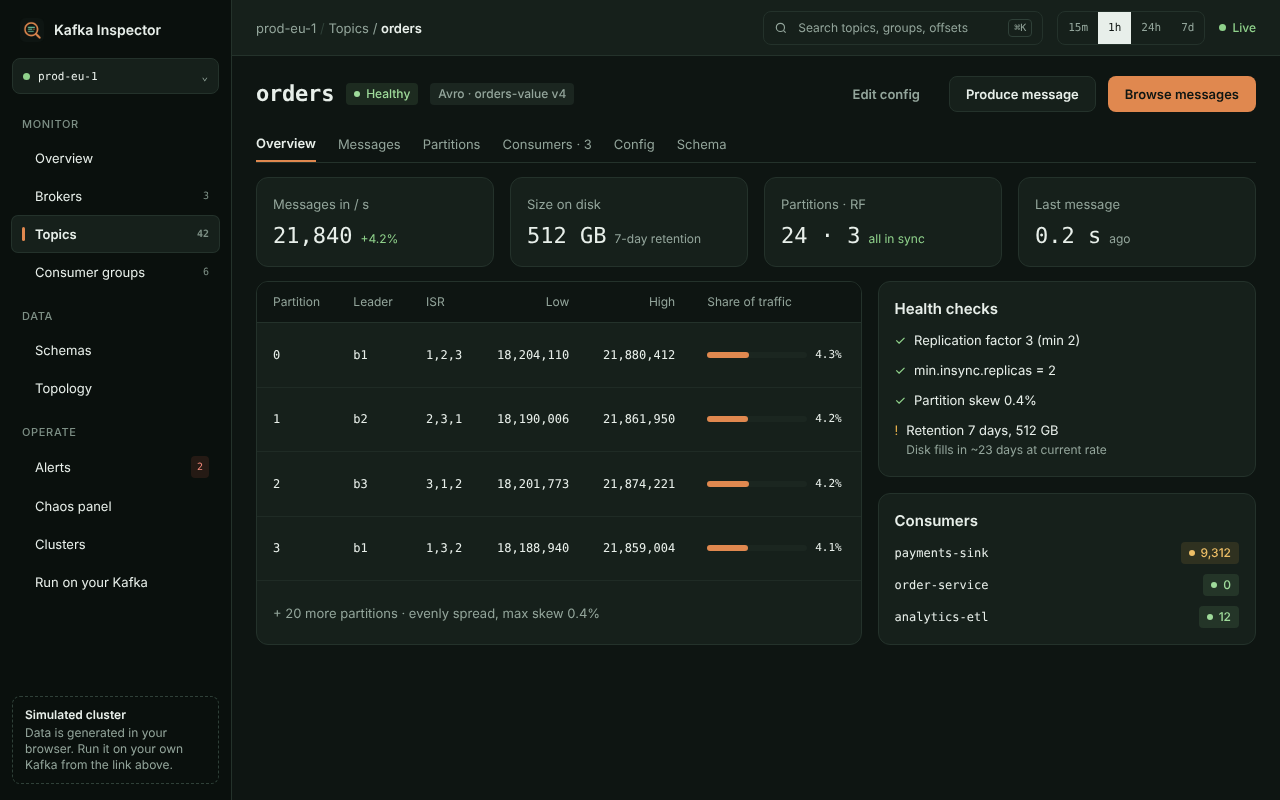 Kafka Inspector
prod-eu-1
MONITOR
Overview
Brokers 3
Topics 42
Consumer groups 6
DATA
Schemas
Topology
OPERATE
Alerts 2
Chaos panel
Clusters
Run on your Kafka
Simulated cluster
Data is generated in your
browser. Run it on your own
Kafka from the link above.
prod-eu-1 / Topics / orders
Search topics, groups, offsets ⌘K
15m 1h 24h 7d
Live
orders
Healthy
Avro · orders-value v4
Edit config
Produce message
Browse messages
Overview Messages Partitions Consumers · 3 Config Schema
Messages in / s
21,840 +4.2%
Size on disk
512 GB 7-day retention
Partitions · RF
24 · 3 all in sync
Last message
0.2 s ago
Partition Leader ISR Low High Share of traffic
0 b1 1,2,3 18,204,110 21,880,412 4.3%
1 b2 2,3,1 18,190,006 21,861,950 4.2%
2 b3 3,1,2 18,201,773 21,874,221 4.2%
3 b1 1,3,2 18,188,940 21,859,004 4.1%
+ 20 more partitions · evenly spread, max skew 0.4%
Health checks
✓ Replication factor 3 (min 2)
✓ min.insync.replicas = 2
✓ Partition skew 0.4%
! Retention 7 days, 512 GB
Disk fills in ~23 days at current rate
Consumers
payments-sink 9,312
order-service 0
analytics-etl 12